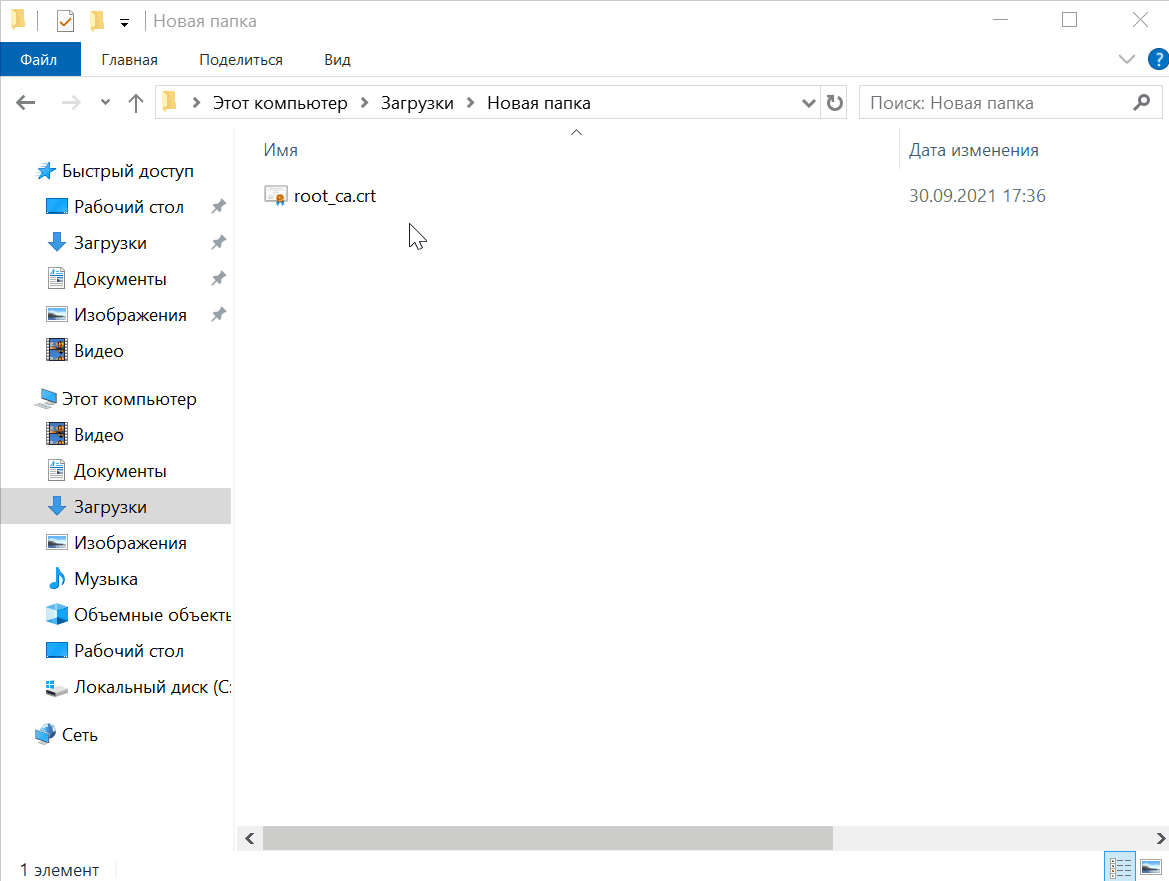 Новая папка
Файл Главная Поделиться Вид ?
Этот компьютер Загрузки Новая папка Поиск: Новая папка
Имя Дата изменения
root_ca.crt 30.09.2021 17:36
Быстрый доступ
Рабочий стол
Загрузки
Документы
Изображения
Видео
Этот компьютер
Видео
Документы
Загрузки
Изображения
Музыка
Объемные объекты
Рабочий стол
Локальный диск (C:
Сеть
1 элемент